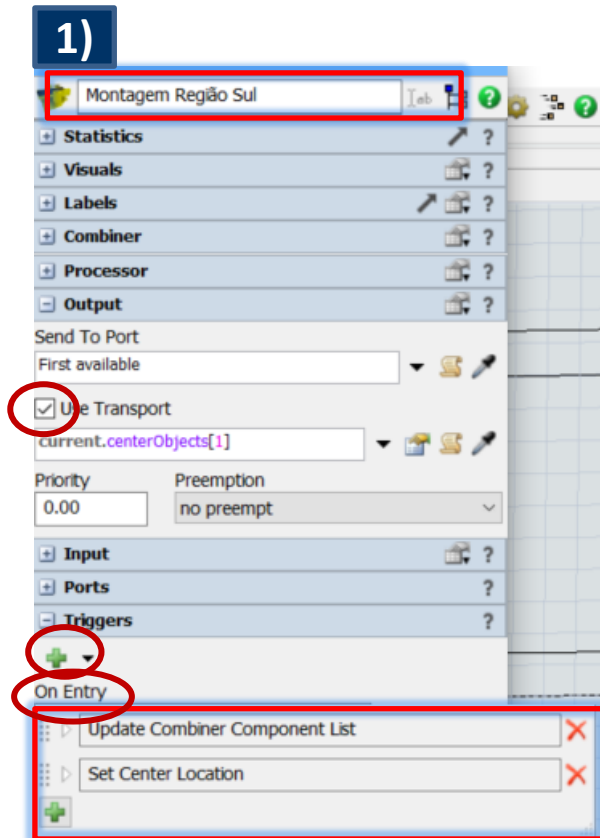 1)
Montagem Região Sul
Statistics ?
Visuals ?
Labels ?
Combiner ?
Processor ?
Output ?
Send To Port
First available
Use Transport
current.centerObjects[1]
Priority Preemption
0.00 no preempt
Input ?
Ports ?
Triggers ?
On Entry
Update Combiner Component List
Set Center Location